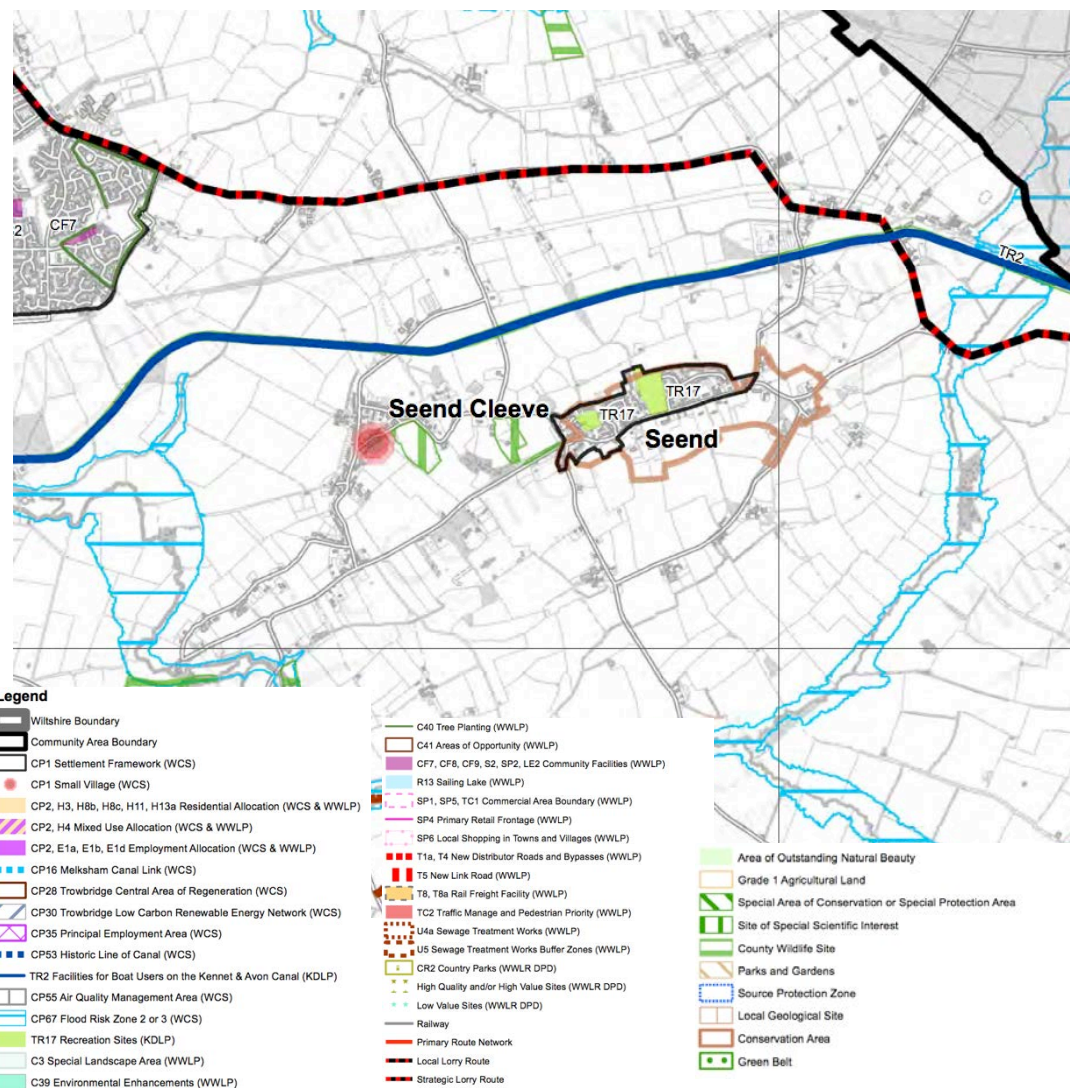 CF7
2
TR2
Seend Cleeve
TR17
TR17
Seend
Legend
Wiltshire Boundary
Community Area Boundary
CP1 Settlement Framework (WCS)
CP1 Small Village (WCS)
CP2, H3, H8b, H8c, H11, H13a Residential Allocation (WCS & WWLP)
CP2, H4 Mixed Use Allocation (WCS & WWLP)
CP2, E1a, E1b, E1d Employment Allocation (WCS & WWLP)
CP16 Melksham Canal Link (WCS)
CP28 Trowbridge Central Area of Regeneration (WCS)
CP30 Trowbridge Low Carbon Renewable Energy Network (WCS)
CP35 Principal Employment Area (WCS)
CP53 Historic Line of Canal (WCS)
TR2 Facilities for Boat Users on the Kennet & Avon Canal (KDLP)
CP55 Air Quality Management Area (WCS)
CP67 Flood Risk Zone 2 or 3 (WCS)
TR17 Recreation Sites (KDLP)
C3 Special Landscape Area (WWLP)
C39 Environmental Enhancements (WWLP)
C40 Tree Planting (WWLP)
C41 Areas of Opportunity (WWLP)
CF7, CF8, CF9, S2, SP2, LE2 Community Facilities (WWLP)
R13 Sailing Lake (WWLP)
SP1, SP5, TC1 Commercial Area Boundary (WWLP)
SP4 Primary Retail Frontage (WWLP)
SP6 Local Shopping in Towns and Villages (WWLP)
T1a, T4 New Distributor Roads and Bypasses (WWLP)
T5 New Link Road (WWLP)
T8, T8a Rail Freight Facility (WWLP)
TC2 Traffic Manage and Pedestrian Priority (WWLP)
U4a Sewage Treatment Works (WWLP)
U5 Sewage Treatment Works Buffer Zones (WWLP)
CR2 Country Parks (WWLR DPD)
High Quality and/or High Value Sites (WWLR DPD)
Low Value Sites (WWLR DPD)
Railway
Primary Route Network
Local Lorry Route
Strategic Lorry Route
Area of Outstanding Natural Beauty
Grade 1 Agricultural Land
Special Area of Conservation or Special Protection Area
Site of Special Scientific Interest
County Wildlife Site
Parks and Gardens
Source Protection Zone
Local Geological Site
Conservation Area
Green Belt